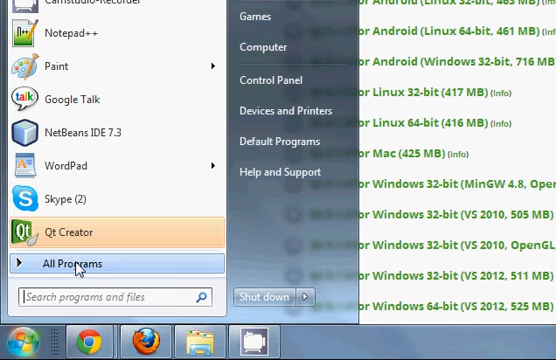 Camstudio-Recorder
Notepad++
Paint
talk
Google Talk
NetBeans IDE 7.3
WordPad
Skype (2)
Qt
Qt Creator
All Programs
Search programs and files
Games
Computer
Control Panel
Devices and Printers
Default Programs
Help and Support
Shut down
or Android (Linux 32-bit, 463 MB) (Info)
or Android (Linux 64-bit, 461 MB)
or Android (Windows 32-bit, 716 MB
or Linux 32-bit (417 MB) (Info)
or Linux 64-bit (416 MB) (Info)
or Mac (425 MB) (Info)
or Windows 32-bit (MinGW 4.8, Open
or Windows 32-bit (VS 2010, 505 MB)
or Windows 32-bit (VS 2010, OpenGL,
or Windows 32-bit (VS 2012, 511 MB)
or Windows 64-bit (VS 2012, 525 MB)